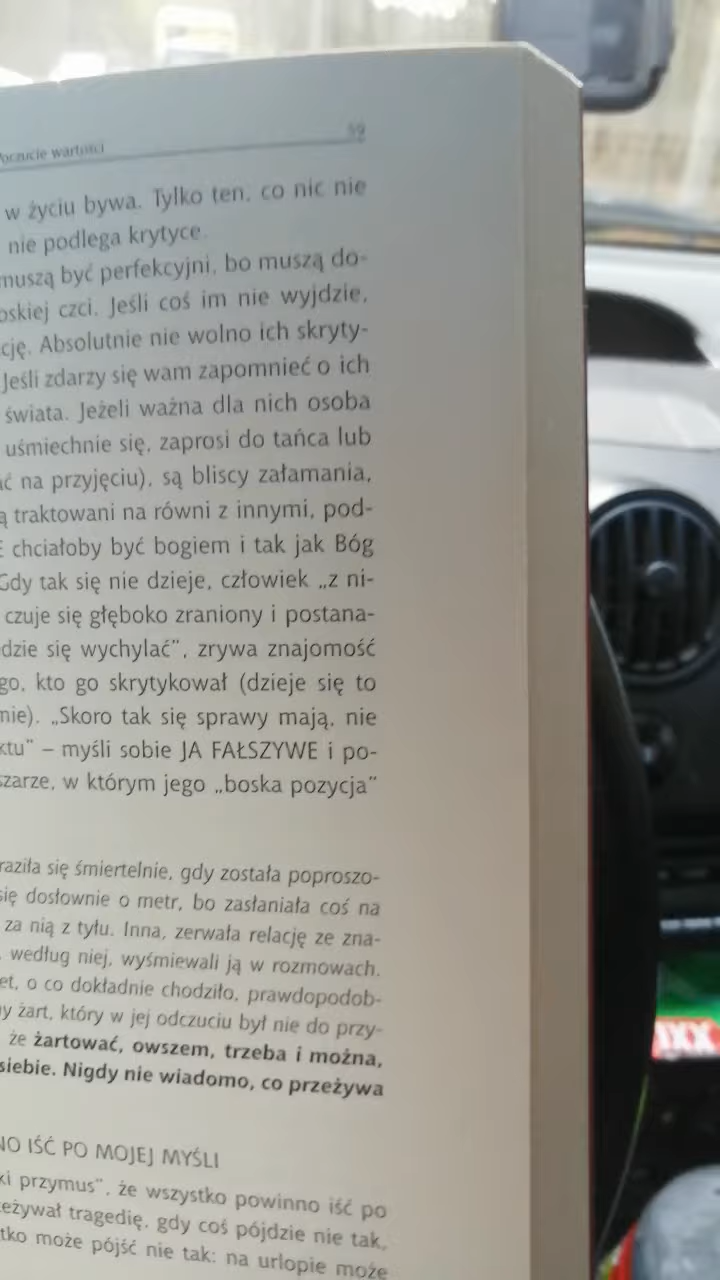 oczucie wartości 59
w życiu bywa. Tylko ten, co nic nie
nie podlega krytyce.
muszą być perfekcyjni, bo muszą do-
oskiej czci. Jeśli coś im nie wyjdzie,
cję. Absolutnie nie wolno ich skryty-
Jeśli zdarzy się wam zapomnieć o ich
świata. Jeżeli ważna dla nich osoba
uśmiechnie się, zaprosi do tańca lub
ać na przyjęciu), są bliscy załamania,
ą traktowani na równi z innymi, pod-
E chciałoby być bogiem i tak jak Bóg
Gdy tak się nie dzieje, człowiek „z ni-
czuje się głęboko zraniony i postana-
dzie się wychylać”, zrywa znajomość
go, kto go skrytykował (dzieje się to
nie). „Skoro tak się sprawy mają, nie
ktu” – myśli sobie JA FAŁSZYWE i po-
szarze, w którym jego „boska pozycja”
raziła się śmiertelnie, gdy została poproszo-
się dosłownie o metr, bo zasłaniała coś na
za nią z tyłu. Inna, zerwała relację ze zna-
, według niej, wyśmiewali ją w rozmowach.
et, o co dokładnie chodziło, prawdopodob-
y żart, który w jej odczuciu był nie do przy-
że żartować, owszem, trzeba i można,
siebie. Nigdy nie wiadomo, co przeżywa
NO IŚĆ PO MOJEJ MYŚLI
ki przymus”, że wszystko powinno iść po
eżywał tragedię, gdy coś pójdzie nie tak,
tko może pójść nie tak: na urlopie może